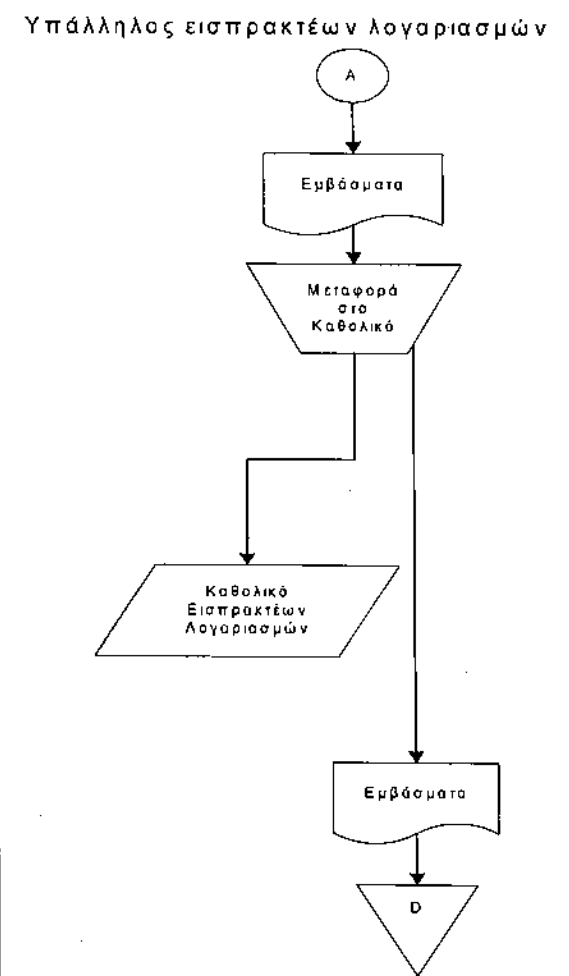 Υπάλληλος εισπρακτέων λογαριασμών
A
Εμβάσματα
Μεταφορά
στο
Καθολικό
Καθολικό
Εισπρακτέων
Λογαριασμών
Εμβάσματα
D